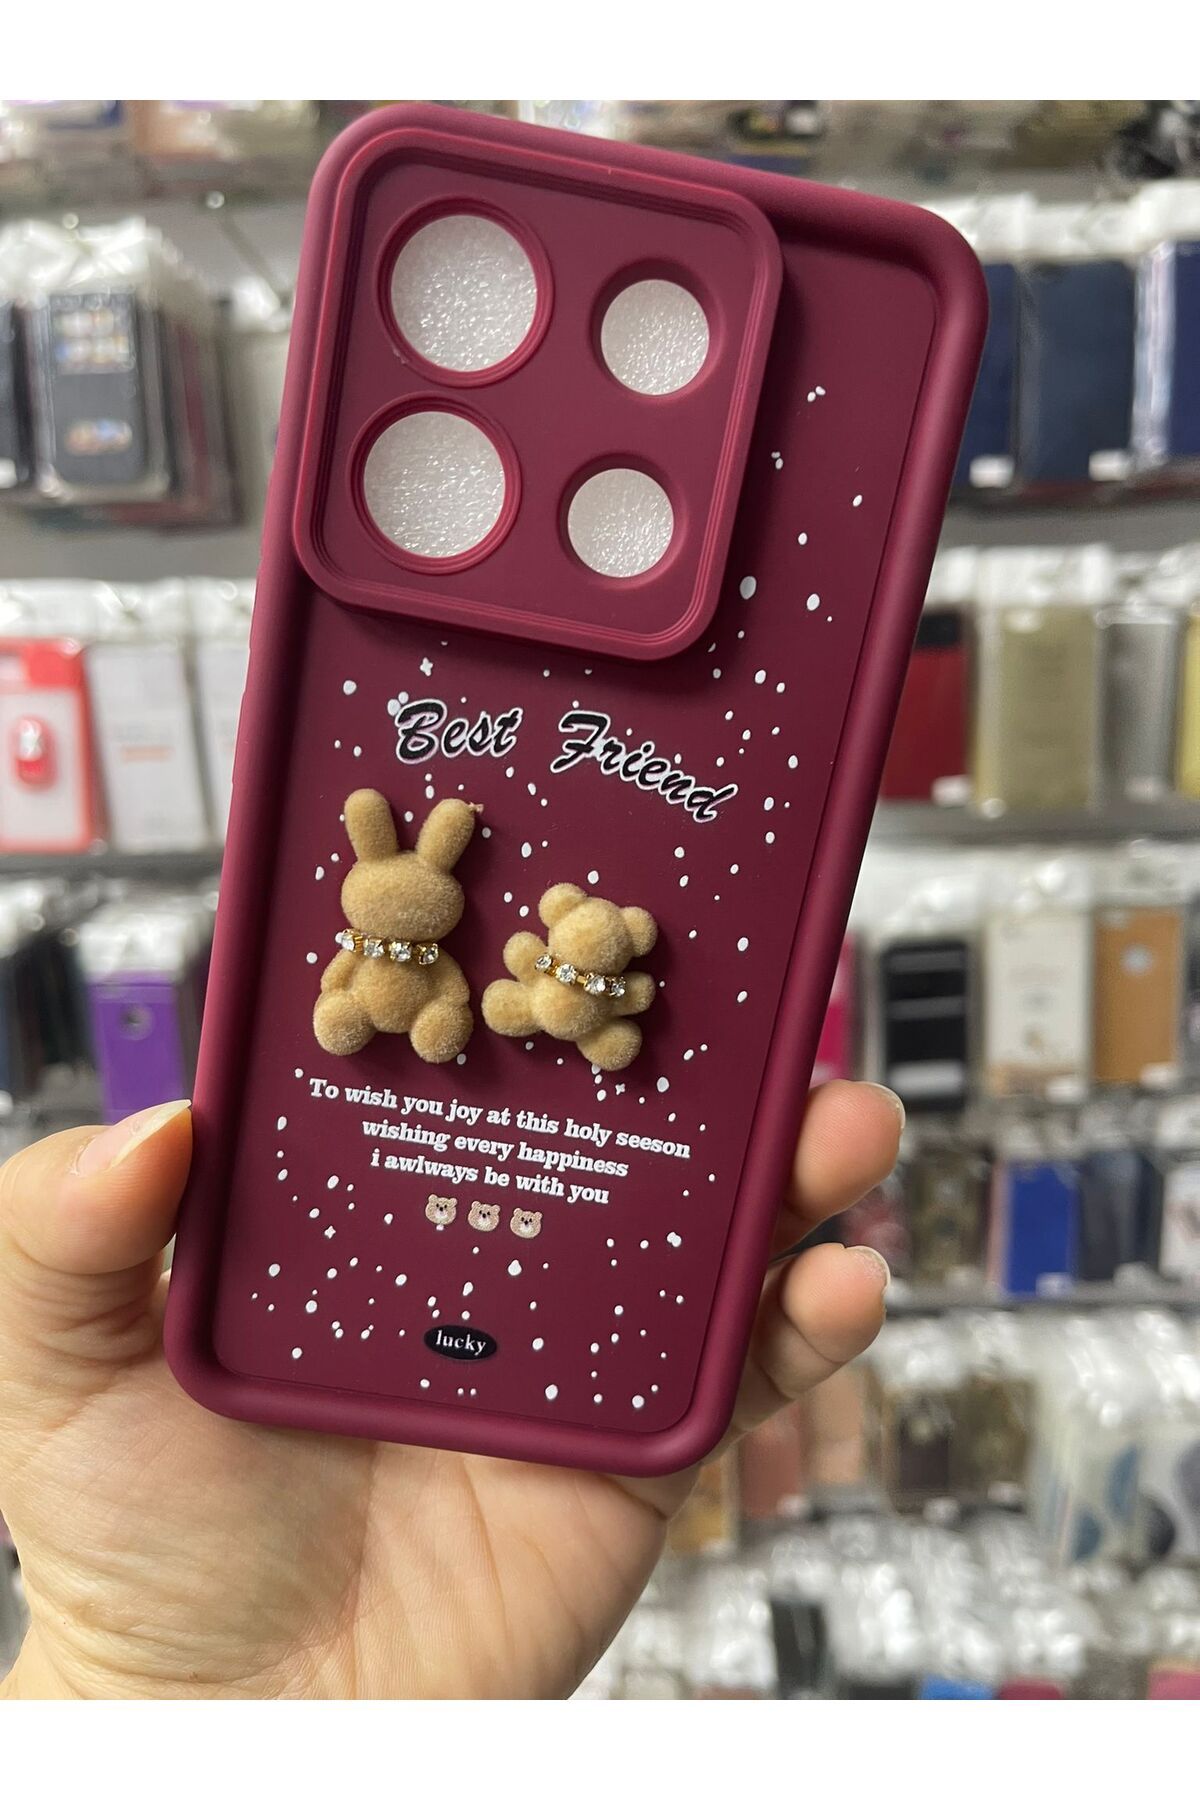 Best Friend
To wish you joy at this holy seeson
wishing every happiness
i awlways be with you
lucky